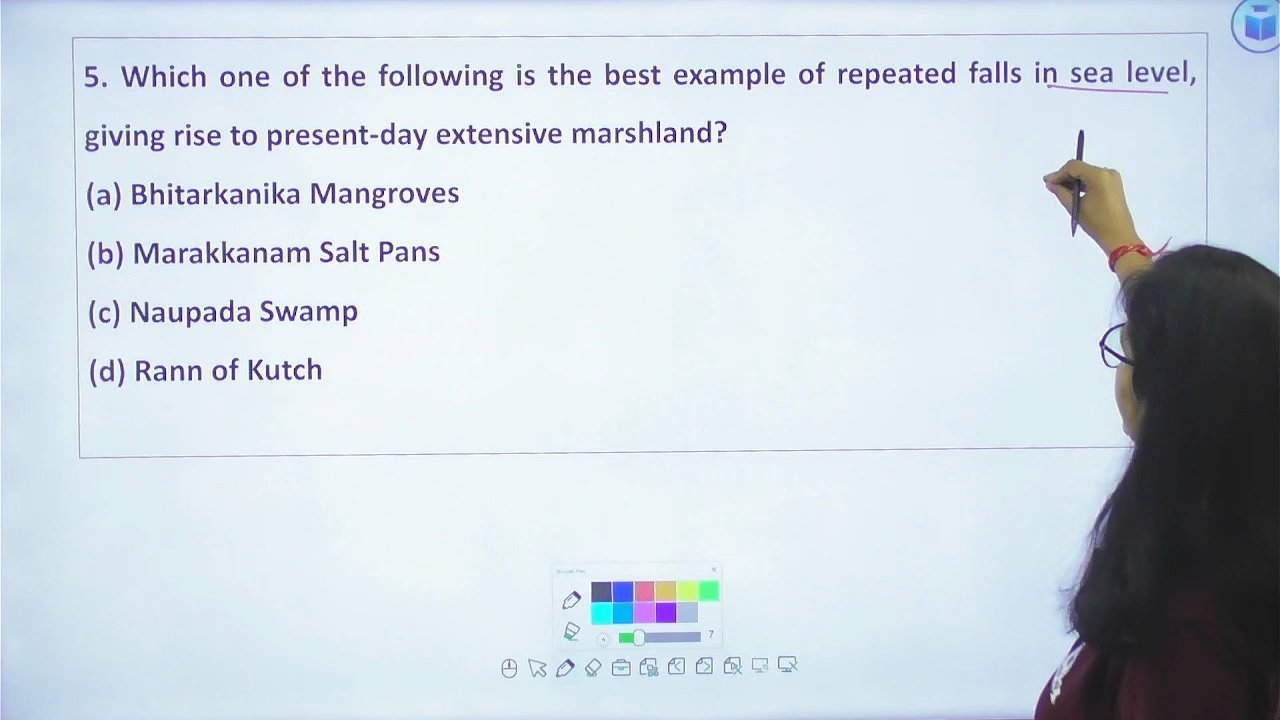 5. Which one of the following is the best example of repeated falls in sea level,
giving rise to present-day extensive marshland?
(a) Bhitarkanika Mangroves
(b) Marakkanam Salt Pans
(c) Naupada Swamp
(d) Rann of Kutch
7